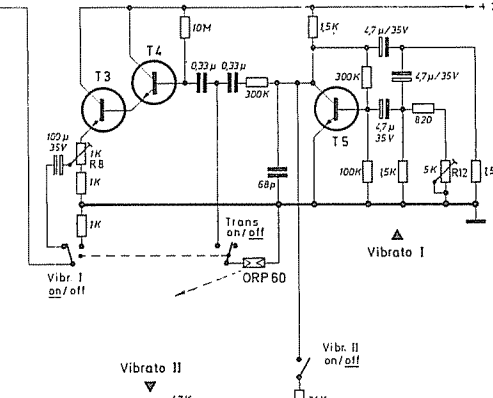 10M
1,5K
4,7µ/35V
T4
T3
0,33µ 0,33µ
300K
4,7µ/35V
300K
T5
4,7µ/
35V
820
100µ
35V
1K
R8
1K
68p
100K
1,5K
5K
R12
1K
Trans
on/off
Vibrato I
Vibr. I
on/off
ORP 60
Vibr. II
on/off
Vibrato II